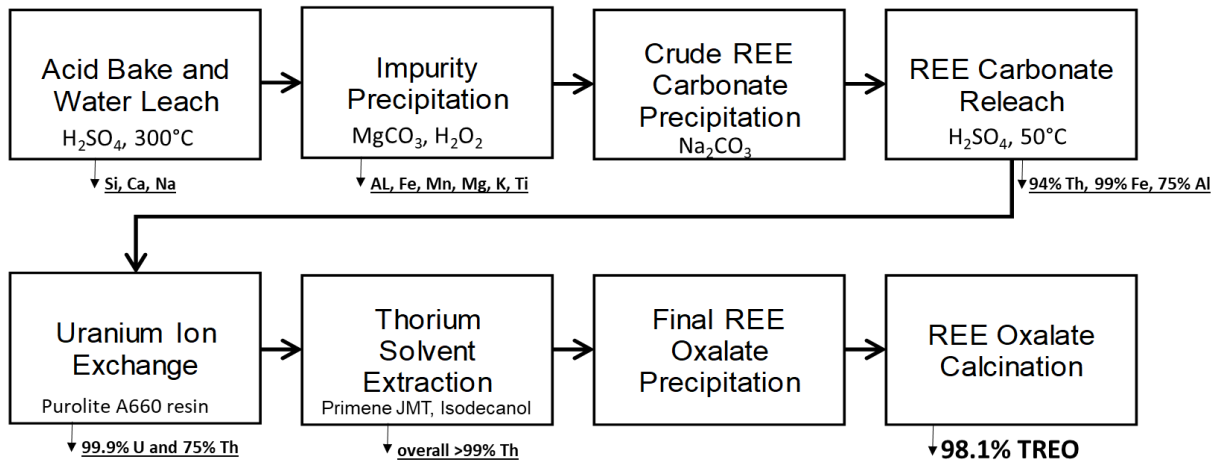 Acid Bake and
Water Leach
H₂SO₄, 300°C
Si, Ca, Na
Impurity
Precipitation
MgCO₃, H₂O₂
AL, Fe, Mn, Mg, K, Ti
Crude REE
Carbonate
Precipitation
Na₂CO₃
REE Carbonate
Releach
H₂SO₄, 50°C
94% Th, 99% Fe, 75% Al
Uranium Ion
Exchange
Purolite A660 resin
99.9% U and 75% Th
Thorium
Solvent
Extraction
Primene JMT, Isodecanol
overall >99% Th
Final REE
Oxalate
Precipitation
REE Oxalate
Calcination
98.1% TREO